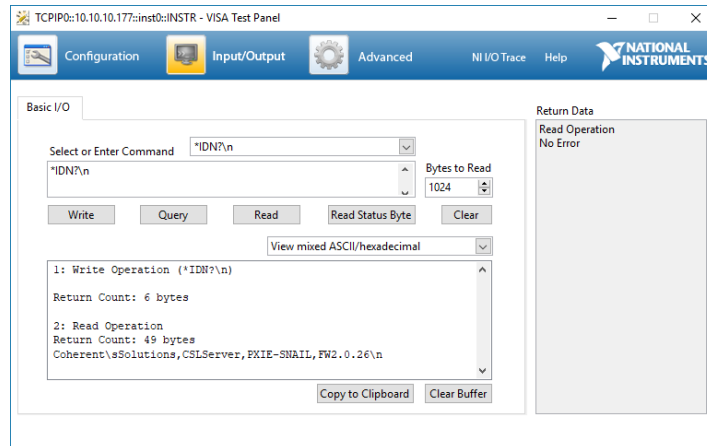 TCPIP0::10.10.10.177::inst0::INSTR - VISA Test Panel
Configuration
Input/Output
Advanced
NI I/O Trace
Help
NATIONAL
INSTRUMENTS
Basic I/O
Select or Enter Command
*IDN?\n
*IDN?\n
Bytes to Read
1024
Write
Query
Read
Read Status Byte
Clear
View mixed ASCII/hexadecimal
1: Write Operation (*IDN?\n)
Return Count: 6 bytes
2: Read Operation
Return Count: 49 bytes
Coherent\sSolutions,CSLServer,PXIE-SNAIL,FW2.0.26\n
Copy to Clipboard
Clear Buffer
Return Data
Read Operation
No Error